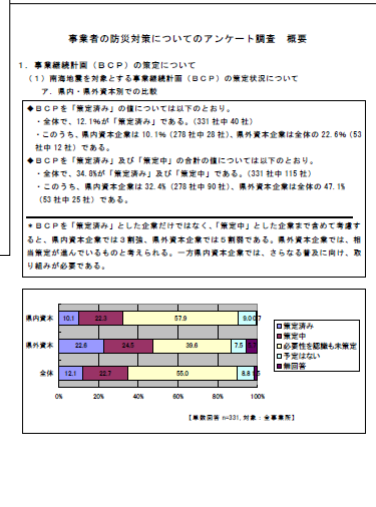 事業者の防災対策についてのアンケート調査　概要
１．事業継続計画（ＢＣＰ）の策定について
（１）南海地震を対象とする事業継続計画（ＢＣＰ）の策定状況について
ア．県内・県外資本別での比較
◆ＢＣＰを「策定済み」の値については以下のとおり。
・全体で、12.1%が「策定済み」である。（331 社中 40 社）
・このうち、県内資本企業は 10.1%（278 社中 28 社）、県外資本企業は全体の 22.6%（53
社中 12 社）である。
◆ＢＣＰを「策定済み」及び「策定中」の合計の値については以下のとおり。
・全体で、34.8%が「策定済み」及び「策定中」である。（331 社中 115 社）
・このうち、県内資本企業は 32.4%（278 社中 90 社）、県外資本企業は全体の 47.1%
（53 社中 25 社）である。
＊ＢＣＰを「策定済み」とした企業だけではなく、「策定中」とした企業まで含めて考慮す
ると、県内資本企業では３割強、県外資本企業では５割弱である。県外資本企業では、相
当策定が進んでいるものと考えられる。一方県内資本企業では、さらなる普及に向け、取
り組みが必要である。
県内資本 10.1 22.3 57.9 9.0 0.7
県外資本 22.6 24.5 39.6 7.5
全体 12.1 22.7 55.0 8.8
0% 20% 40% 60% 80% 100%
策定済み
策定中
必要性を認識も未策定
予定はない
無回答
【単数回答 n=331、対象：全事業所】